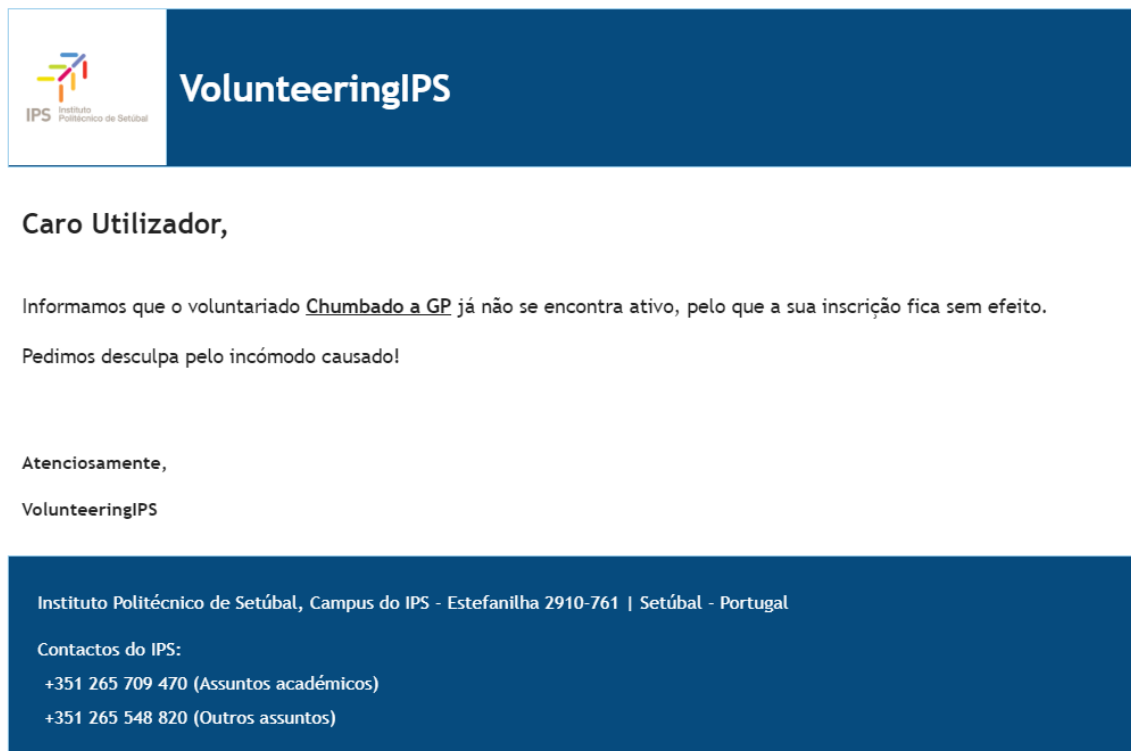 VolunteeringIPS
IPS Instituto
Politécnico de Setúbal
Caro Utilizador,
Informamos que o voluntariado Chumbado a GP já não se encontra ativo, pelo que a sua inscrição fica sem efeito.
Pedimos desculpa pelo incómodo causado!
Atenciosamente,
VolunteeringIPS
Instituto Politécnico de Setúbal, Campus do IPS - Estefanilha 2910-761 | Setúbal - Portugal
Contactos do IPS:
+351 265 709 470 (Assuntos académicos)
+351 265 548 820 (Outros assuntos)